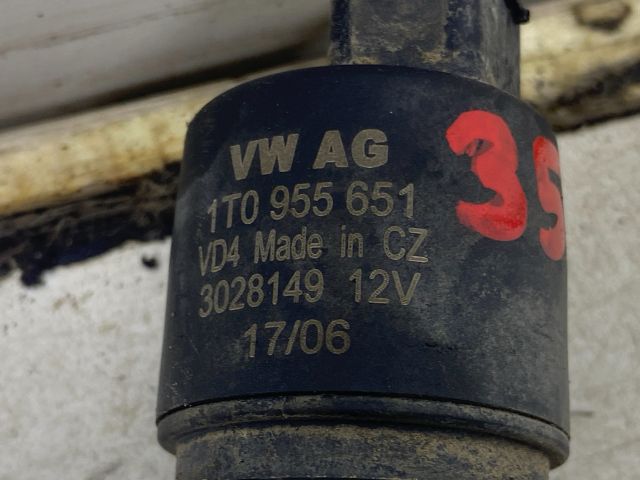 VW AG
1T0 955 651
VD4 Made in CZ
3028149 12V
17/06
35